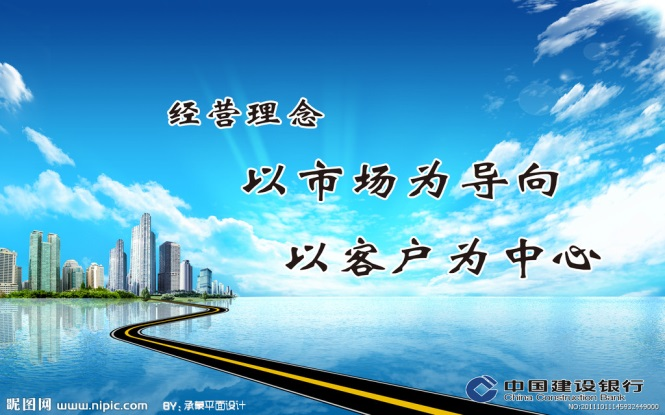 经营理念
以市场为导向
以客户为中心
中国建设银行
China Construction Bank
昵图网 www.nipic.com
BY: 承蒙平面设计